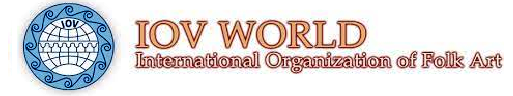 IOV
IOV WORLD
International Organization of Folk Art